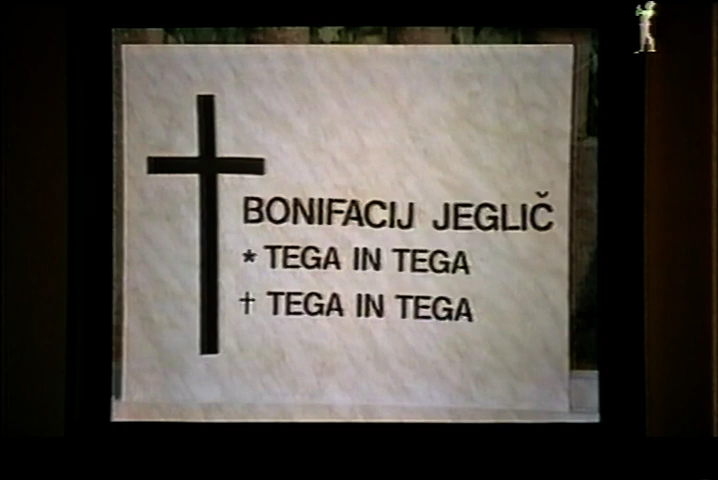 BONIFACIJ JEGLIČ
* TEGA IN TEGA
† TEGA IN TEGA